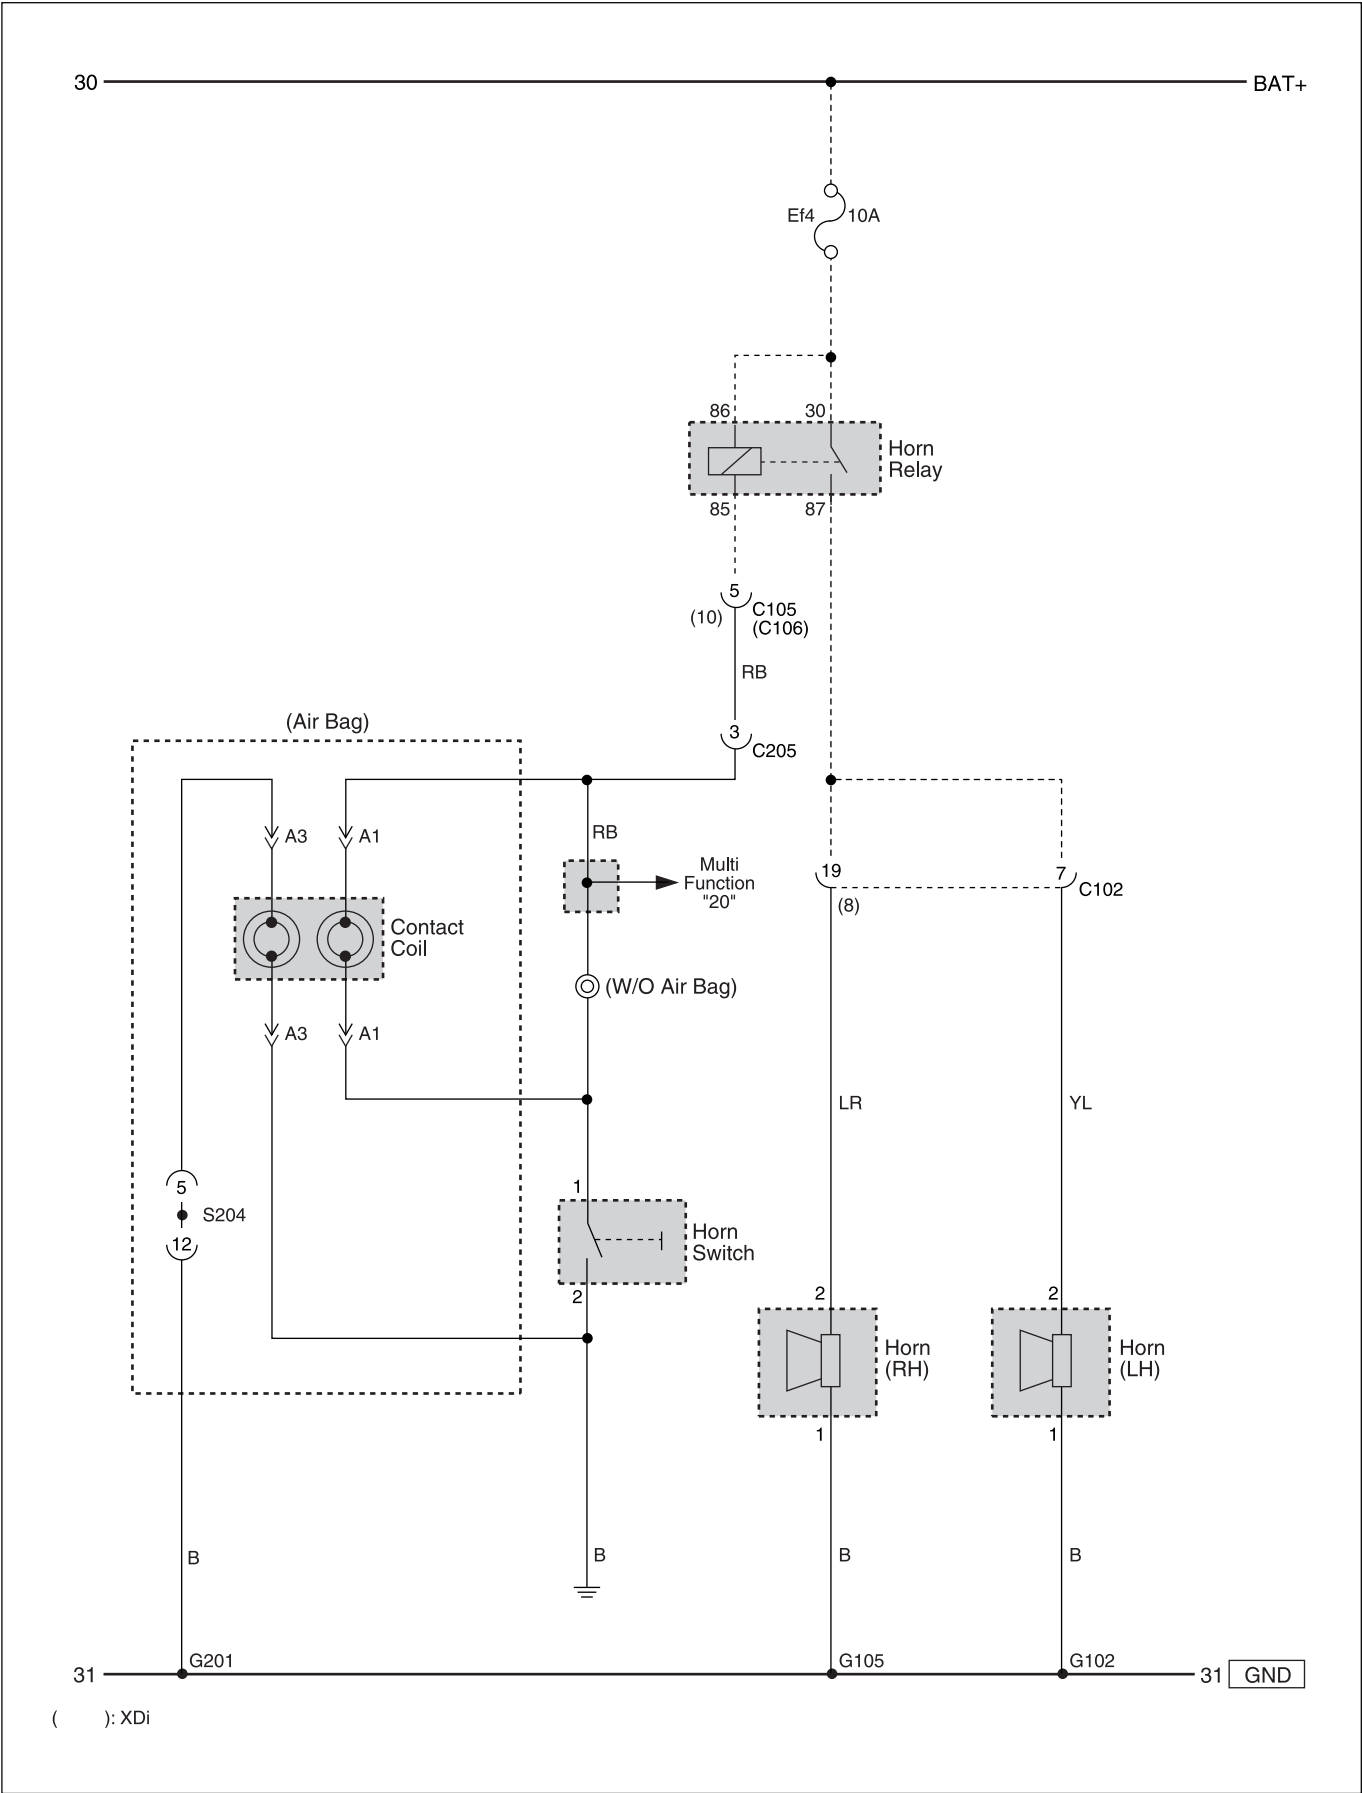 30
BAT+
Ef4
10A
86
30
Horn
Relay
85
87
5
(10)
C105
(C106)
RB
3
C205
(Air Bag)
A3
A1
RB
Multi
Function
"20"
19
(8)
7
C102
Contact
Coil
(W/O Air Bag)
A3
A1
LR
YL
5
S204
12
1
Horn
Switch
2
2
Horn
(RH)
1
2
Horn
(LH)
1
B
B
B
B
31
G201
G105
G102
31
GND
( ): XDi